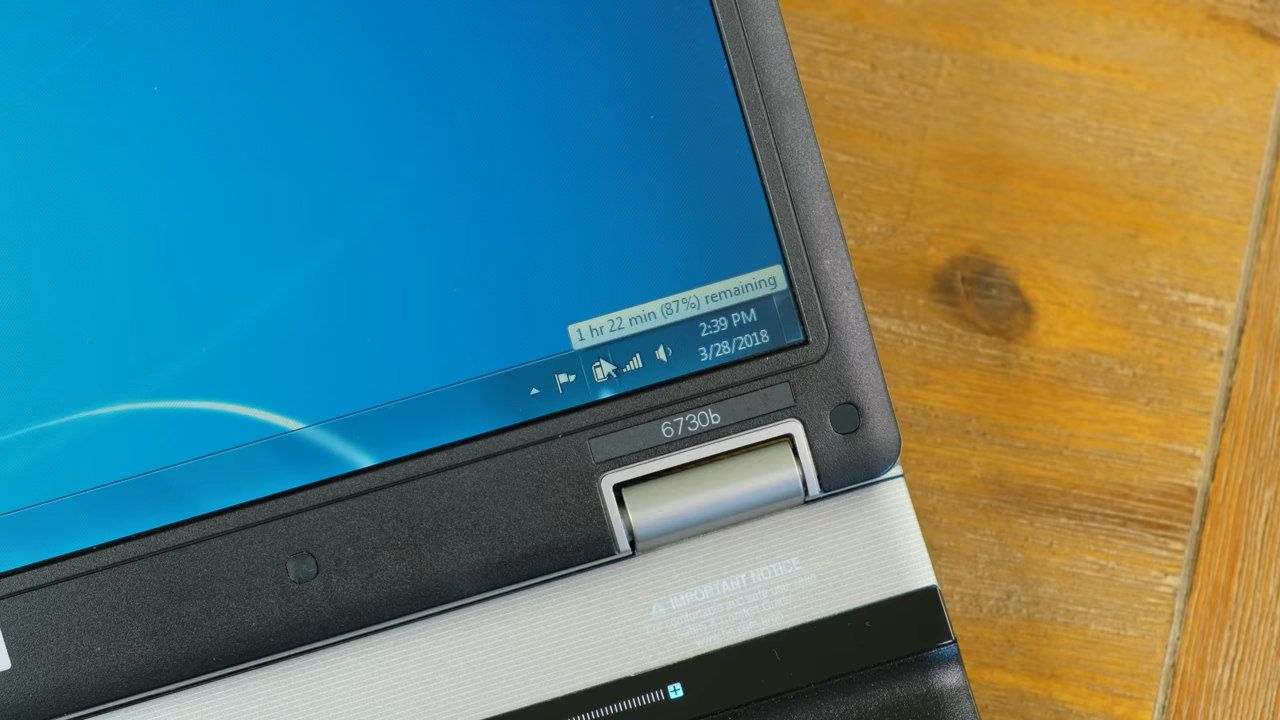 1 hr 22 min (87%) remaining
2:39 PM
3/28/2018
6730b
IMPORTANT NOTICE